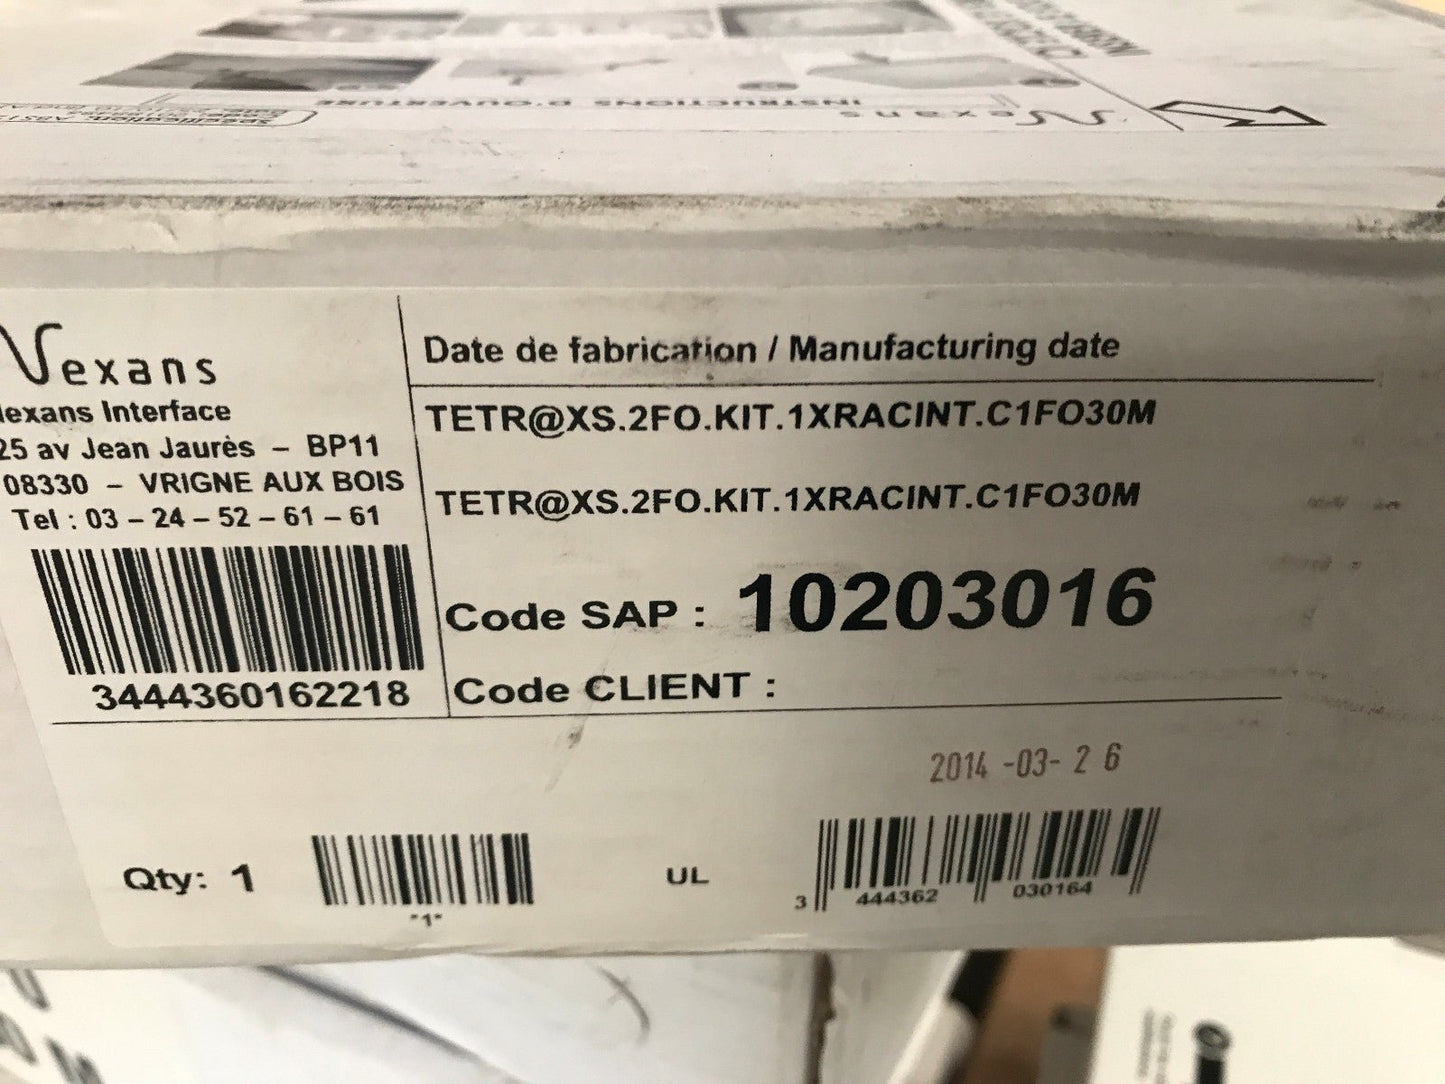 INSTRUCTIONS D'OUVERTURE
Nexans
Nexans
Nexans Interface
25 av Jean Jaurès – BP11
08330 – VRIGNE AUX BOIS
Tel : 03 – 24 – 52 – 61 – 61
3444360162218
Date de fabrication / Manufacturing date
TETR@XS.2FO.KIT.1XRACINT.C1FO30M
TETR@XS.2FO.KIT.1XRACINT.C1FO30M
Code SAP : 10203016
Code CLIENT :
2014 -03- 2 6
Qty: 1
"1"
UL
3 444362 030164